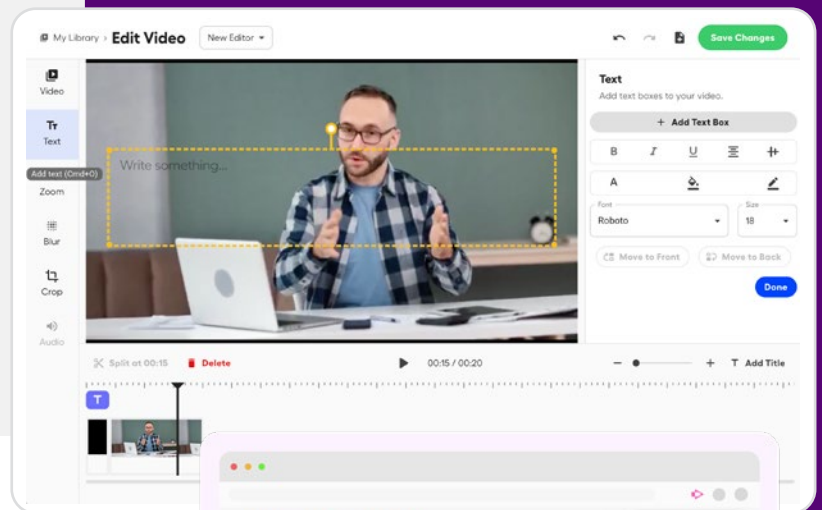 My Library › Edit Video New Editor Save Changes
Video
Tт Text
Add text (Cmd+O)
Zoom
Blur
Crop
Audio
Write something...
Text
Add text boxes to your video.
+ Add Text Box
B I U
A
Font
Roboto
Size
18
Move to Front Move to Back
Done
Split at 00:15 Delete 00:15 / 00:20 − + T Add Title
T